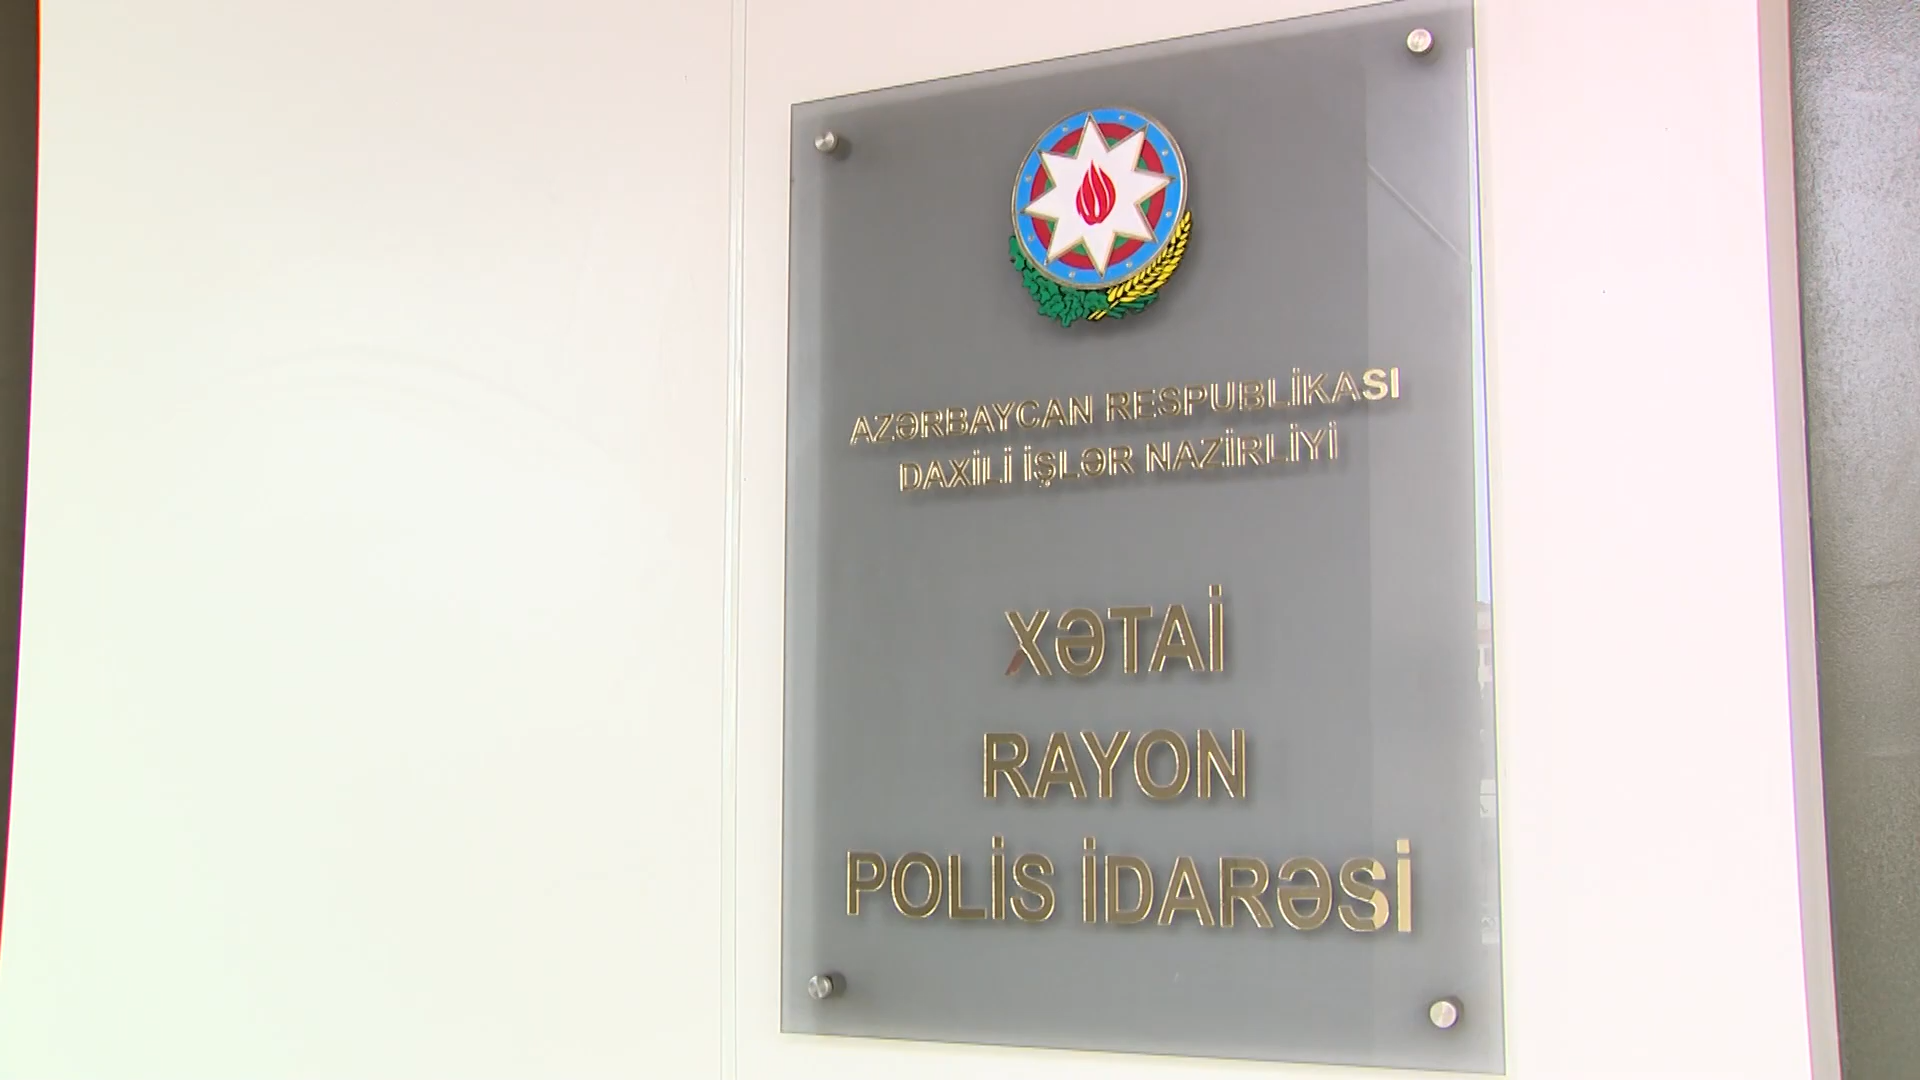 AZƏRBAYCAN RESPUBLİKASI
DAXİLİ İŞLƏR NAZİRLİYİ
XƏTAİ
RAYON
POLİS İDARƏSİ